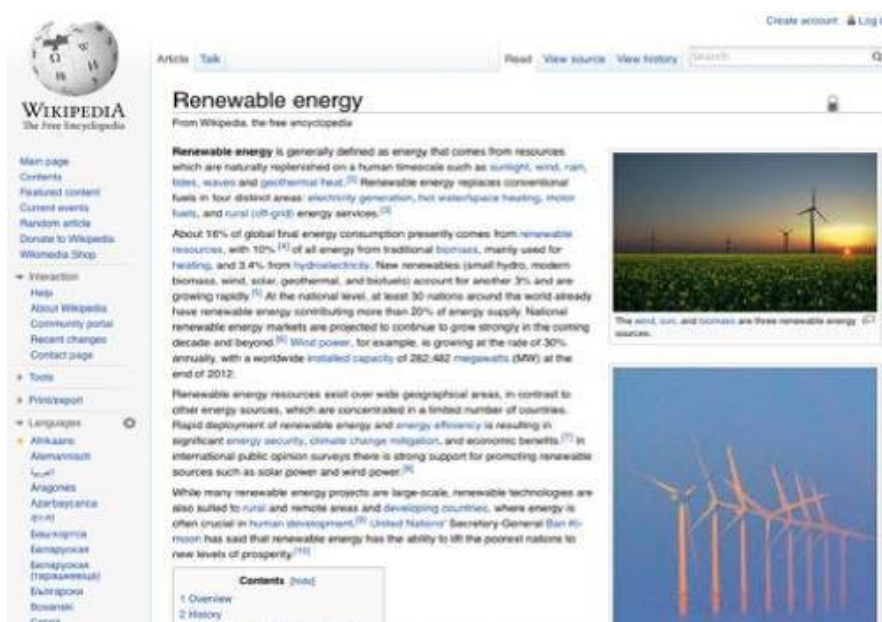 Create account Log
Article Talk Read View source View history Search
WIKIPEDIA
The Free Encyclopedia
Renewable energy
From Wikipedia, the free encyclopedia
Main page
Contents
Featured content
Current events
Random article
Donate to Wikipedia
Wikimedia Shop
Interaction
Help
About Wikipedia
Community portal
Recent changes
Contact page
Tools
Print/export
Languages
Afrikaans
Alemannisch
العربية
Aragonés
Azərbaycanca
বাংলা
Башҡортса
Беларуская
Беларуская
(тарашкевіца)
Български
Bosanski
Català
Renewable energy is generally defined as energy that comes from resources
which are naturally replenished on a human timescale such as sunlight, wind, rain,
tides, waves and geothermal heat.[2] Renewable energy replaces conventional
fuels in four distinct areas: electricity generation, hot water/space heating, motor
fuels, and rural (off-grid) energy services.[3]
About 16% of global final energy consumption presently comes from renewable
resources, with 10% [4] of all energy from traditional biomass, mainly used for
heating, and 3.4% from hydroelectricity. New renewables (small hydro, modern
biomass, wind, solar, geothermal, and biofuels) account for another 3% and are
growing rapidly.[5] At the national level, at least 30 nations around the world already
have renewable energy contributing more than 20% of energy supply. National
renewable energy markets are projected to continue to grow strongly in the coming
decade and beyond.[6] Wind power, for example, is growing at the rate of 30%
annually, with a worldwide installed capacity of 282,482 megawatts (MW) at the
end of 2012.
Renewable energy resources exist over wide geographical areas, in contrast to
other energy sources, which are concentrated in a limited number of countries.
Rapid deployment of renewable energy and energy efficiency is resulting in
significant energy security, climate change mitigation, and economic benefits.[7] In
international public opinion surveys there is strong support for promoting renewable
sources such as solar power and wind power.[8]
While many renewable energy projects are large-scale, renewable technologies are
also suited to rural and remote areas and developing countries, where energy is
often crucial in human development.[9] United Nations' Secretary-General Ban Ki-
moon has said that renewable energy has the ability to lift the poorest nations to
new levels of prosperity.[10]
Contents [hide]
1 Overview
2 History
The wind, sun, and biomass are three renewable energy
sources.